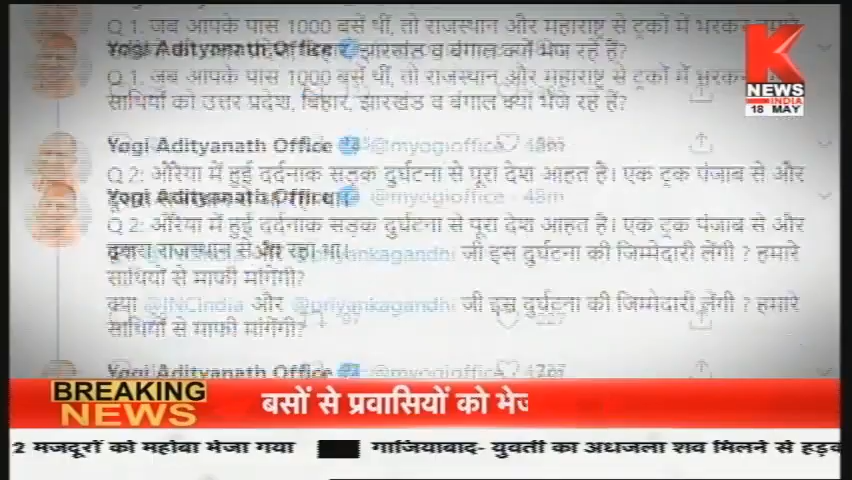 Q 1. जब आपके पास 1000 बसें थीं, तो राजस्थान और महाराष्ट्र से ट्रकों में भरकर हमारे
Yogi Adityanath Office
झारखंड व बंगाल क्यों भेज रहे हैं?
Q 1. जब आपके पास 1000 बसें थीं, तो राजस्थान और महाराष्ट्र से ट्रकों में भरकर
साथियों को उत्तर प्रदेश, बिहार, झारखंड व बंगाल क्यों भेज रहे हैं?
K
NEWS
INDIA
18 MAY
Yogi Adityanath Office @myogioffice
Q 2: औरैया में हुई दर्दनाक सड़क दुर्घटना से पूरा देश आहत है। एक ट्रक पंजाब से और
Yogi Adityanath Office @myogioffice · 48m
Q 2: औरैया में हुई दर्दनाक सड़क दुर्घटना से पूरा देश आहत है। एक ट्रक पंजाब से और
दूसरा राजस्थान से आ रहा था।
@priyankagandhi जी इस दुर्घटना की जिम्मेदारी लेंगी ? हमारे
साथियों से माफी मांगेंगी?
क्या @INCIndia और @priyankagandhi जी इस दुर्घटना की जिम्मेदारी लेंगी ? हमारे
साथियों से माफी मांगेंगी?
Yogi Adityanath Office @myogioffice
BREAKING
NEWS
बसों से प्रवासियों को भेज
2 मजदूरों को महोबा भेजा गया गाजियाबाद- युवती का अधजला शव मिलने से हड़क